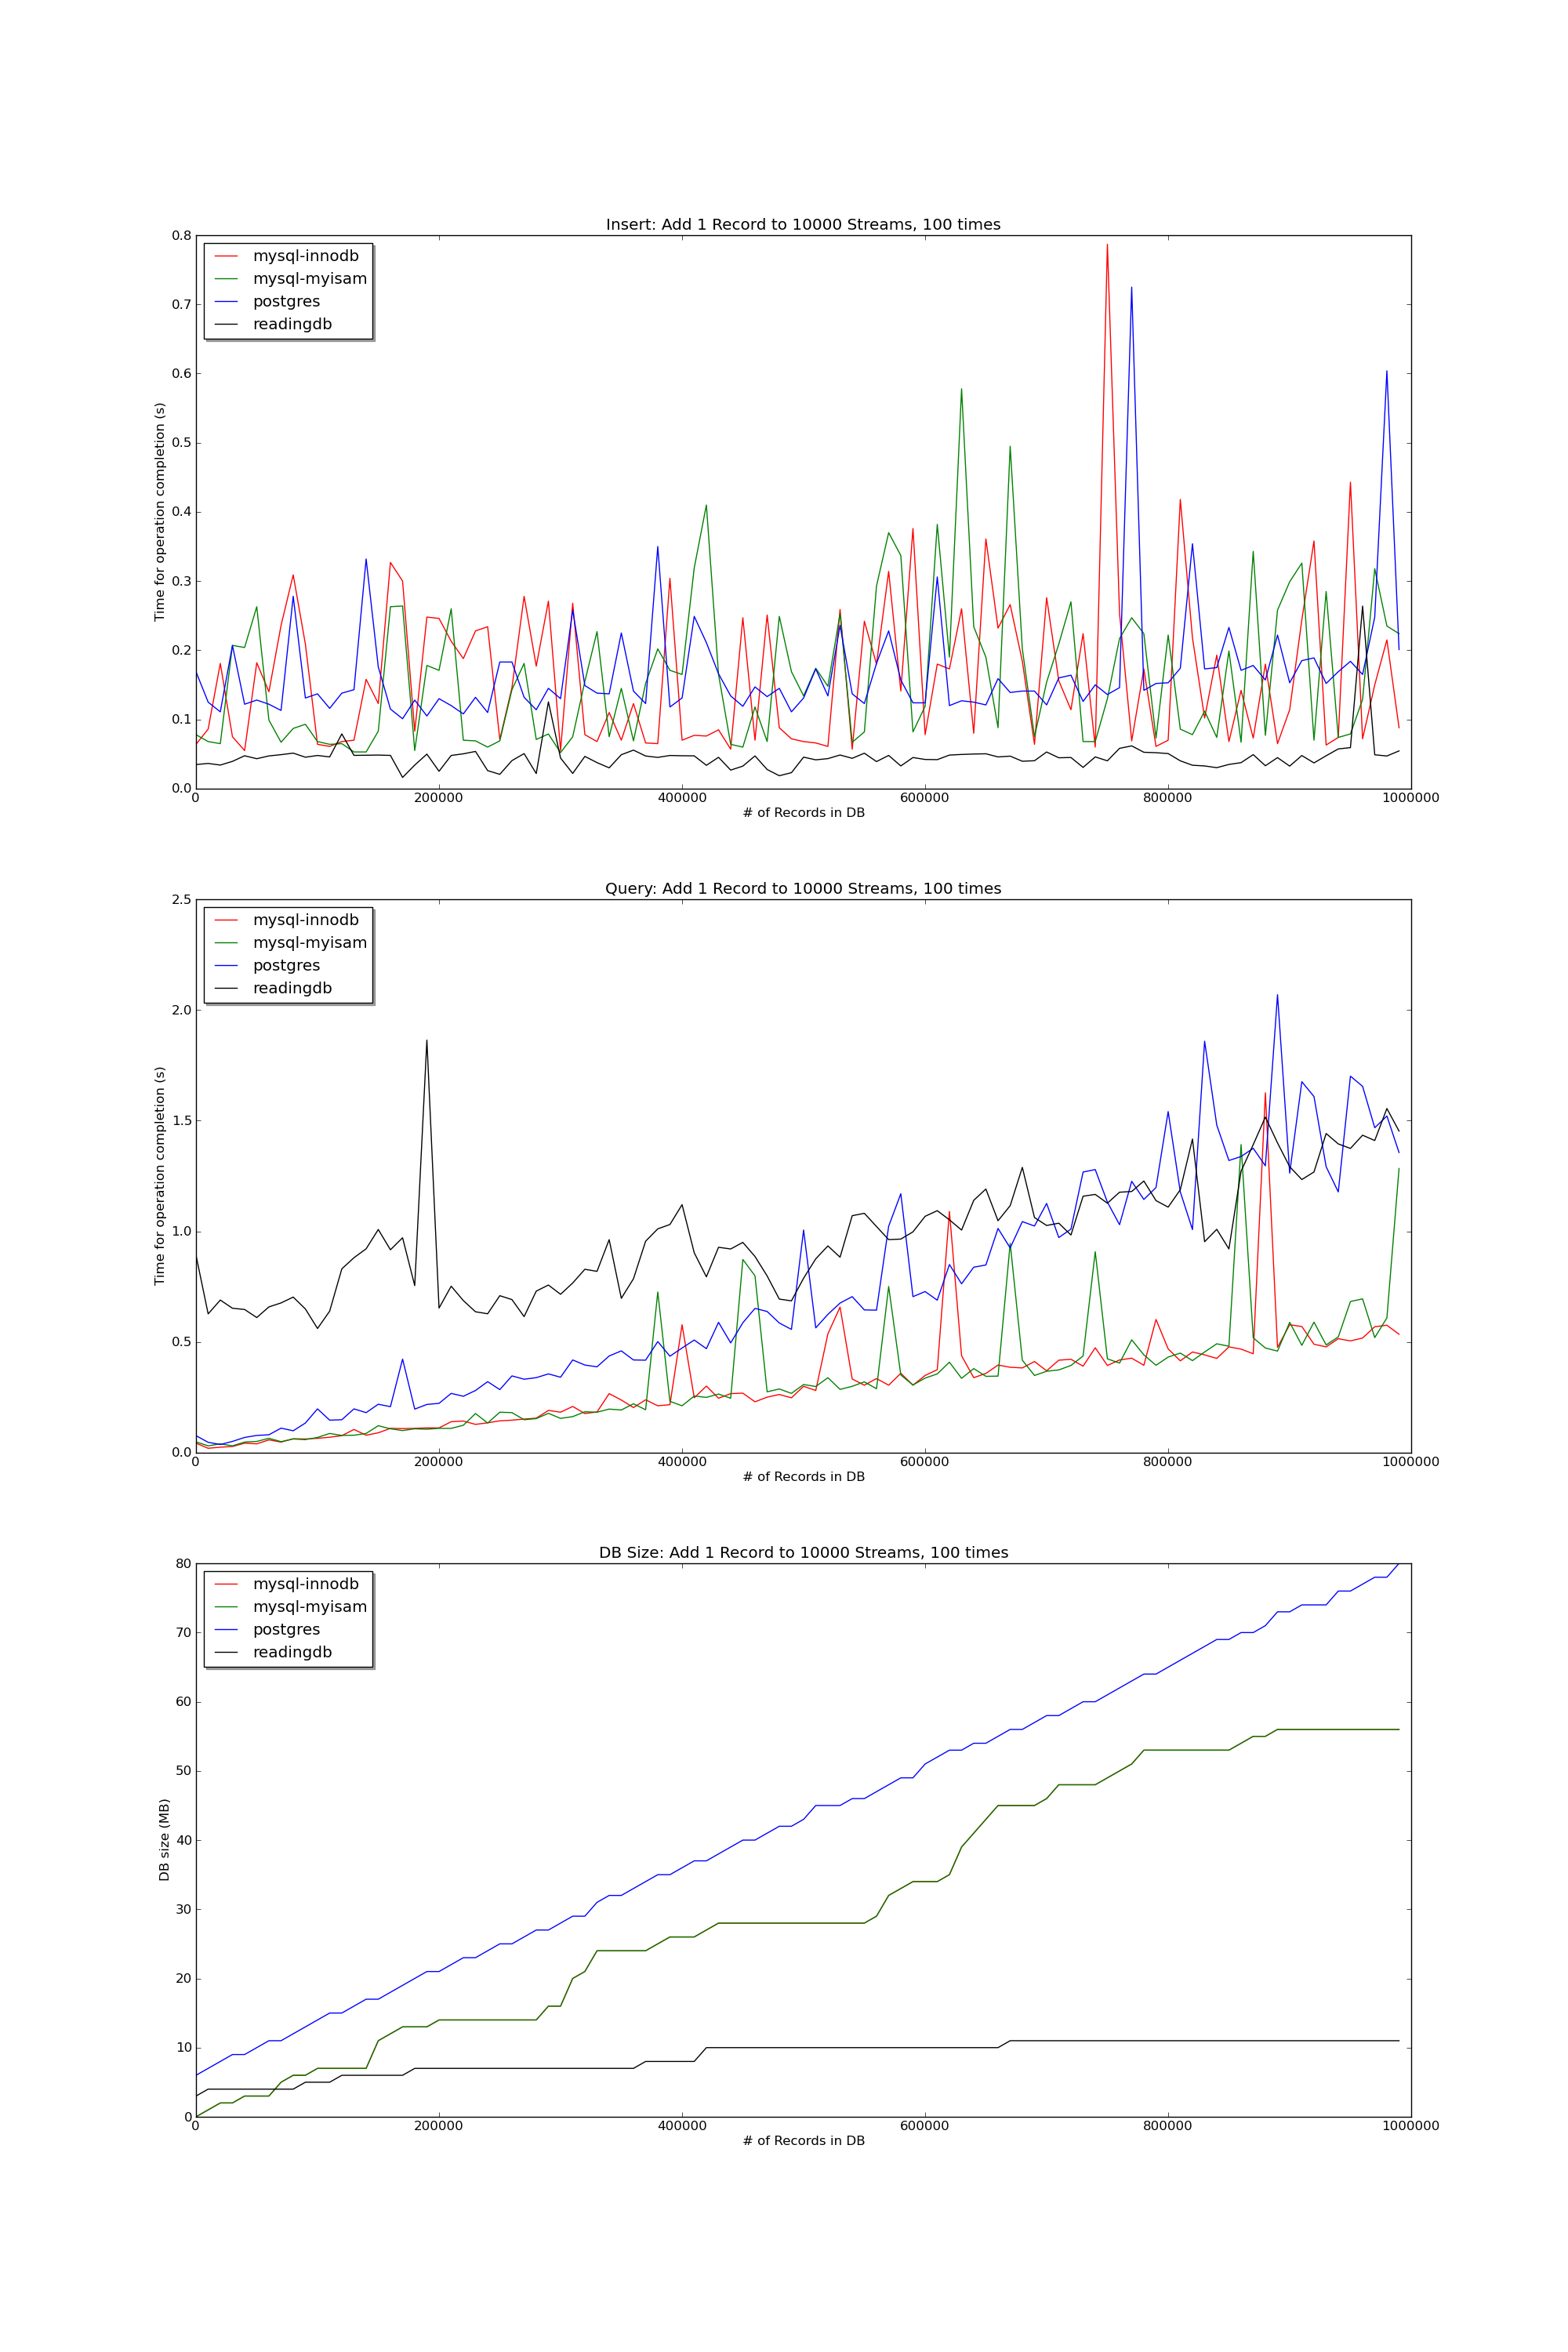 Insert: Add 1 Record to 10000 Streams, 100 times
0.8
0.7
0.6
0.5
0.4
0.3
0.2
0.1
0.0
Time for operation completion (s)
mysql-innodb
mysql-myisam
postgres
readingdb
0 200000 400000 600000 800000 1000000
# of Records in DB
Query: Add 1 Record to 10000 Streams, 100 times
2.5
2.0
1.5
1.0
0.5
0.0
Time for operation completion (s)
mysql-innodb
mysql-myisam
postgres
readingdb
0 200000 400000 600000 800000 1000000
# of Records in DB
DB Size: Add 1 Record to 10000 Streams, 100 times
80
70
60
50
40
30
20
10
0
DB size (MB)
mysql-innodb
mysql-myisam
postgres
readingdb
0 200000 400000 600000 800000 1000000
# of Records in DB